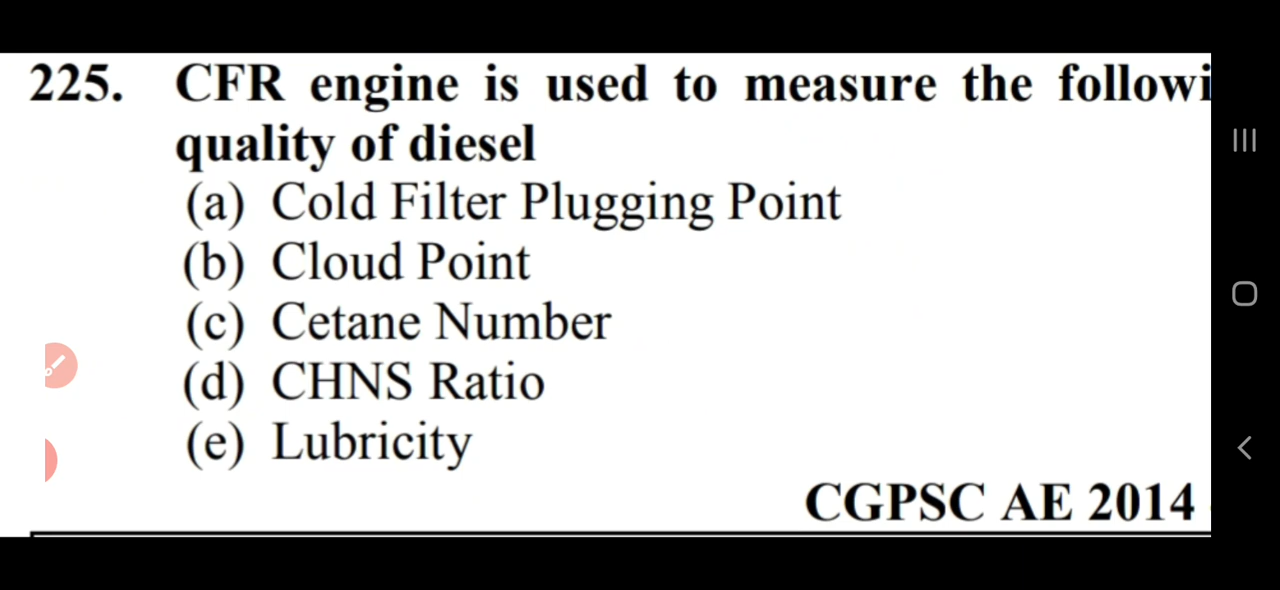 225. CFR engine is used to measure the followi
quality of diesel
(a) Cold Filter Plugging Point
(b) Cloud Point
(c) Cetane Number
(d) CHNS Ratio
(e) Lubricity
CGPSC AE 2014